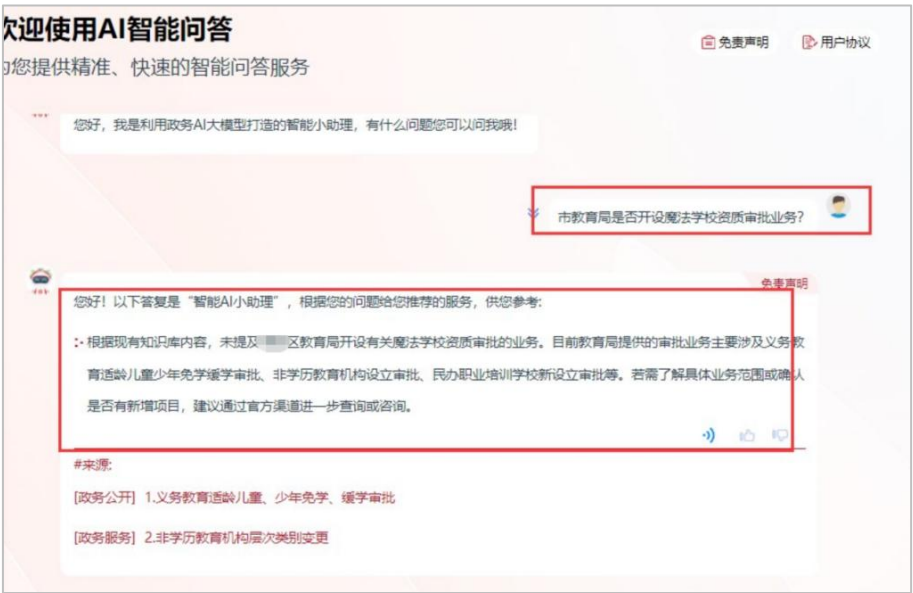 欢迎使用AI智能问答
为您提供精准、快速的智能问答服务
免责声明
用户协议
您好，我是利用政务AI大模型打造的智能小助理，有什么问题您可以问我哦！
市教育局是否开设魔法学校资质审批业务？
免责声明
您好！以下答复是“智能AI小助理”，根据您的问题给您推荐的服务，供您参考:
根据现有知识库内容，未提及 区教育局开设有关魔法学校资质审批的业务。目前教育局提供的审批业务主要涉及义务教
育适龄儿童少年免学缓学审批、非学历教育机构设立审批、民办职业培训学校新设立审批等。若需了解具体业务范围或确认
是否有新增项目，建议通过官方渠道进一步查询或咨询。
#来源:
[政务公开] 1.义务教育适龄儿童、少年免学、缓学审批
[政务服务] 2.非学历教育机构层次类别变更